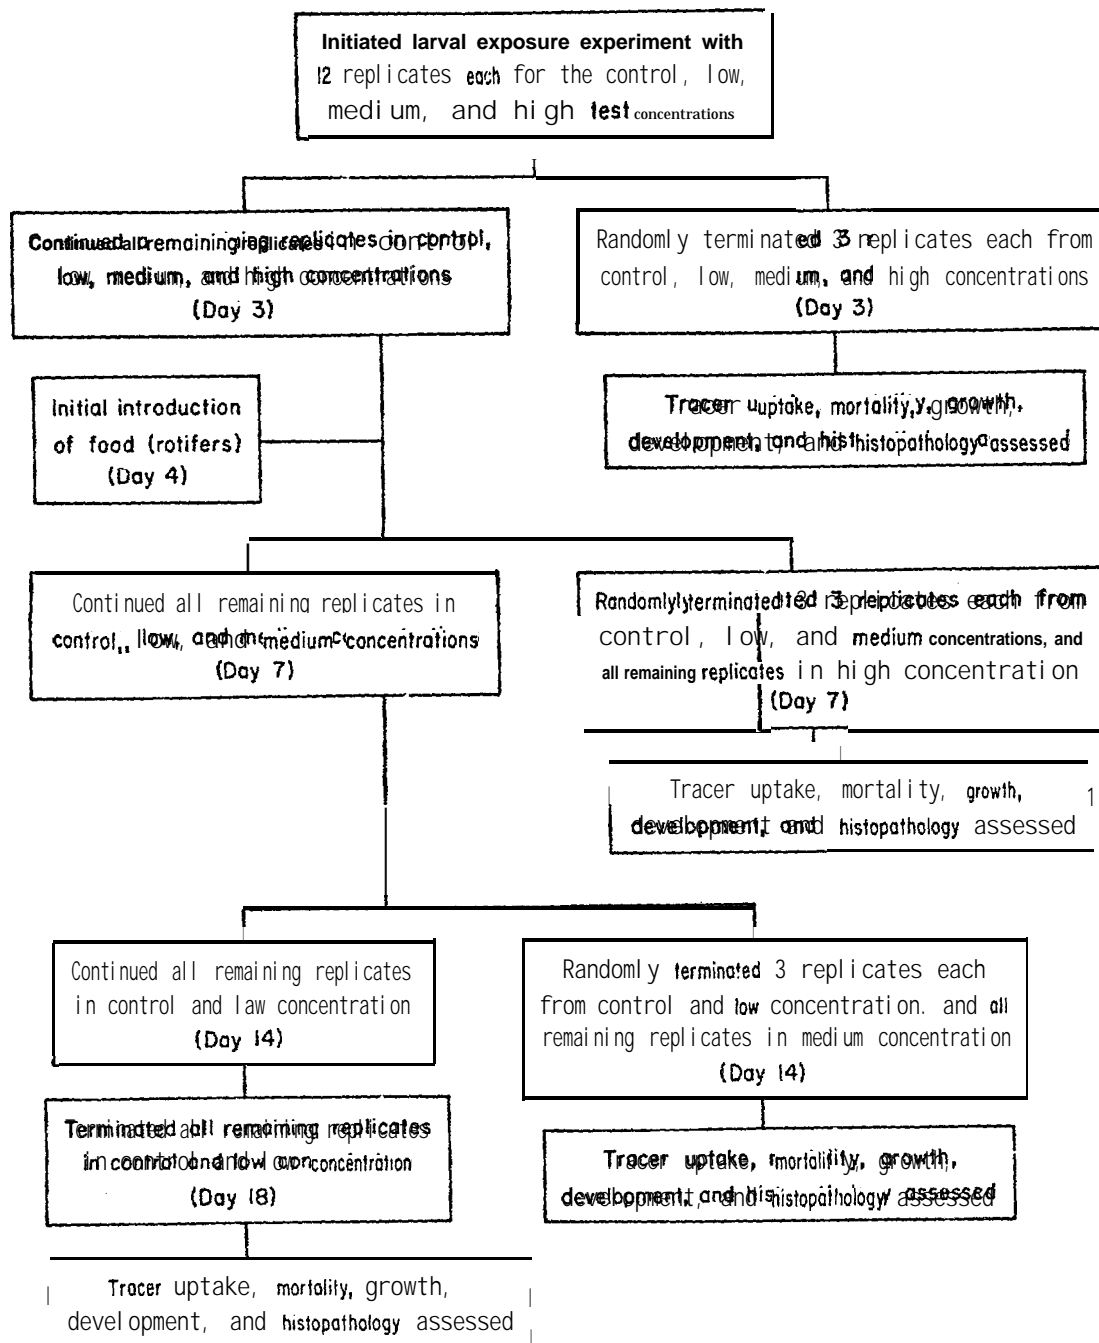 Initiated larval exposure experiment with
12 replicates each for the control, low,
medium, and high test concentrations
Continued all remaining replicates in control,
low, medium, and high concentrations
(Day 3)
Randomly terminated 3 replicates each from
control, low, medium, and high concentrations
(Day 3)
Initial introduction
of food (rotifers)
(Day 4)
Tracer uptake, mortality, growth,
development, and histopathology assessed
Continued all remaining replicates in
control, low, and medium concentrations
(Day 7)
Randomly terminated 3 replicates each from
control, low, and medium concentrations, and
all remaining replicates in high concentration
(Day 7)
Tracer uptake, mortality, growth,
development, and histopathology assessed
Continued all remaining replicates
in control and law concentration
(Day 14)
Randomly terminated 3 replicates each
from control and low concentration. and all
remaining replicates in medium concentration
(Day 14)
Terminated all remaining replicates
in control and low concentration
(Day 18)
Tracer uptake, mortality, growth,
development, and histopathology assessed
Tracer uptake, mortality, growth,
development, and histopathology assessed